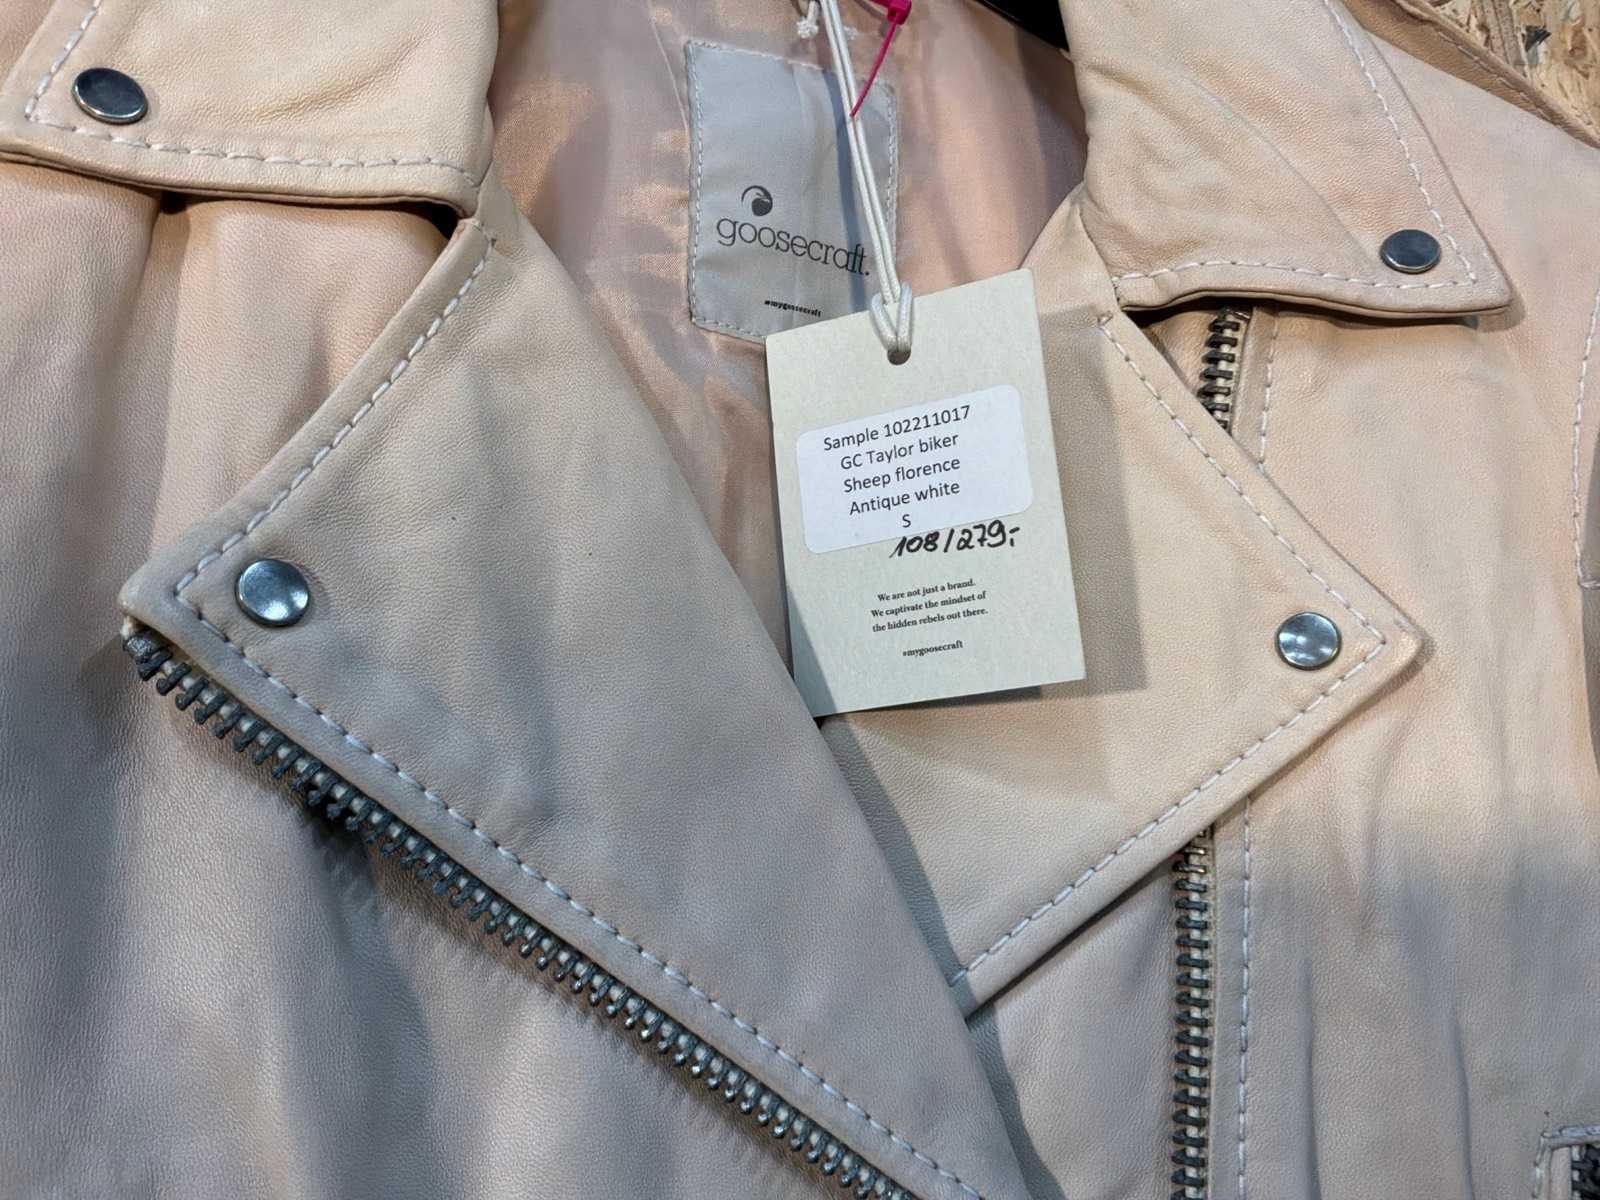 goosecraft.
#mygoosecraft
Sample 102211017
GC Taylor biker
Sheep florence
Antique white
S
108/279,-
We are not just a brand.
We captivate the mindset of
the hidden rebels out there.
#mygoosecraft